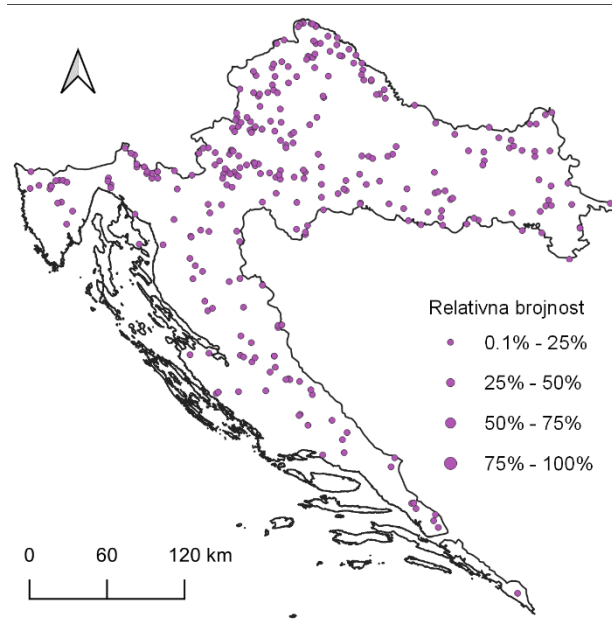 Relativna brojnost
0.1% - 25%
25% - 50%
50% - 75%
75% - 100%
0 60 120 km